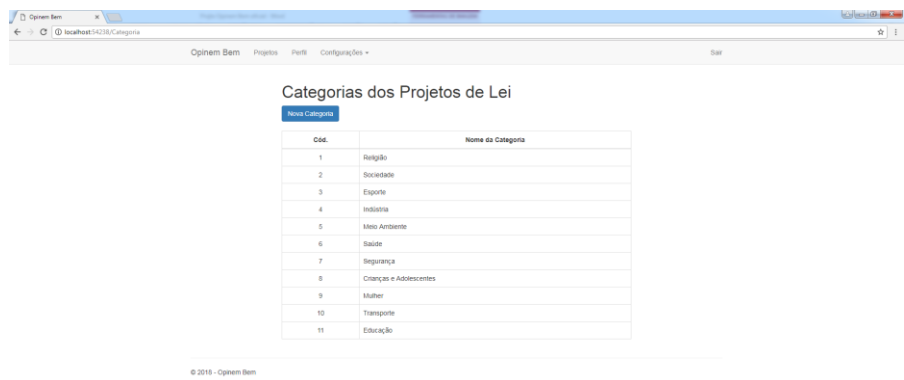 Opinem Bem
localhost:54238/Categoria
Opinem Bem Projetos Perfil Configurações Sair
Categorias dos Projetos de Lei
Nova Categoria
Cód. Nome da Categoria
1 Religião
2 Sociedade
3 Esporte
4 Indústria
5 Meio Ambiente
6 Saúde
7 Segurança
8 Crianças e Adolescentes
9 Mulher
10 Transporte
11 Educação
© 2016 - Opinem Bem